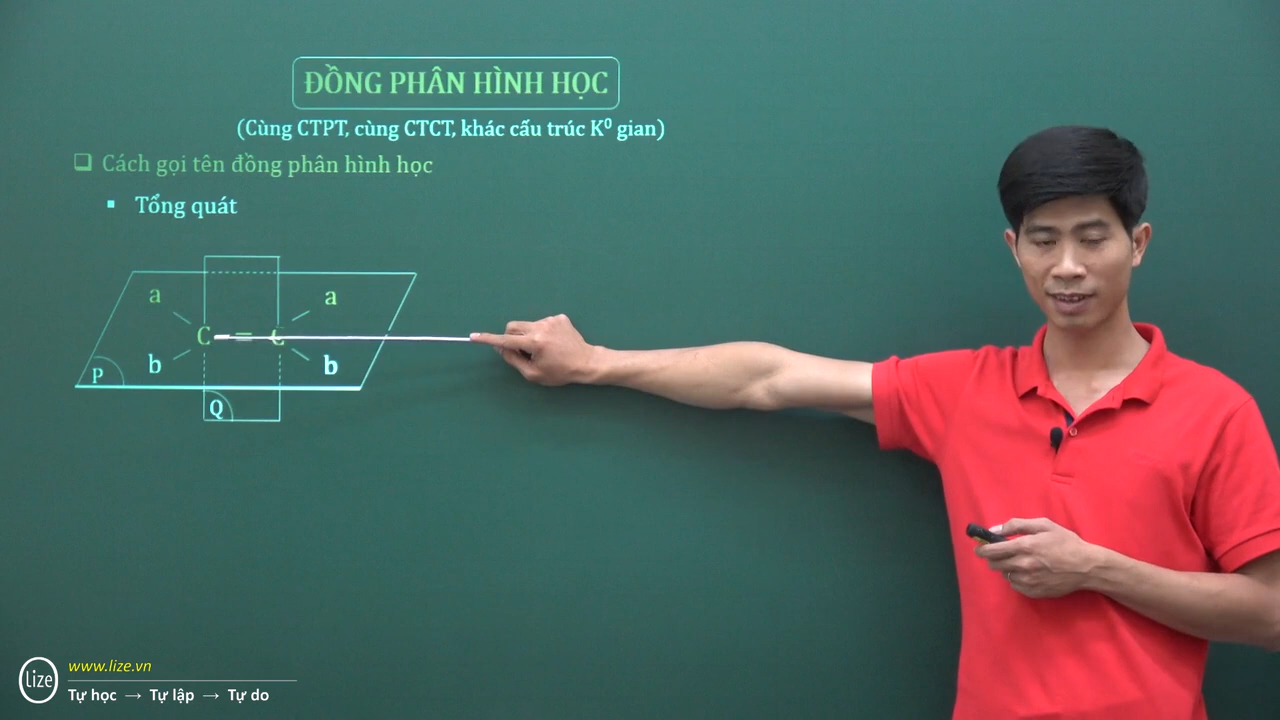 ĐỒNG PHÂN HÌNH HỌC
(Cùng CTPT, cùng CTCT, khác cấu trúc K⁰ gian)
❑ Cách gọi tên đồng phân hình học
▪ Tổng quát
a a
C = C
b b
P
Q
lize
www.lize.vn
Tự học → Tự lập → Tự do